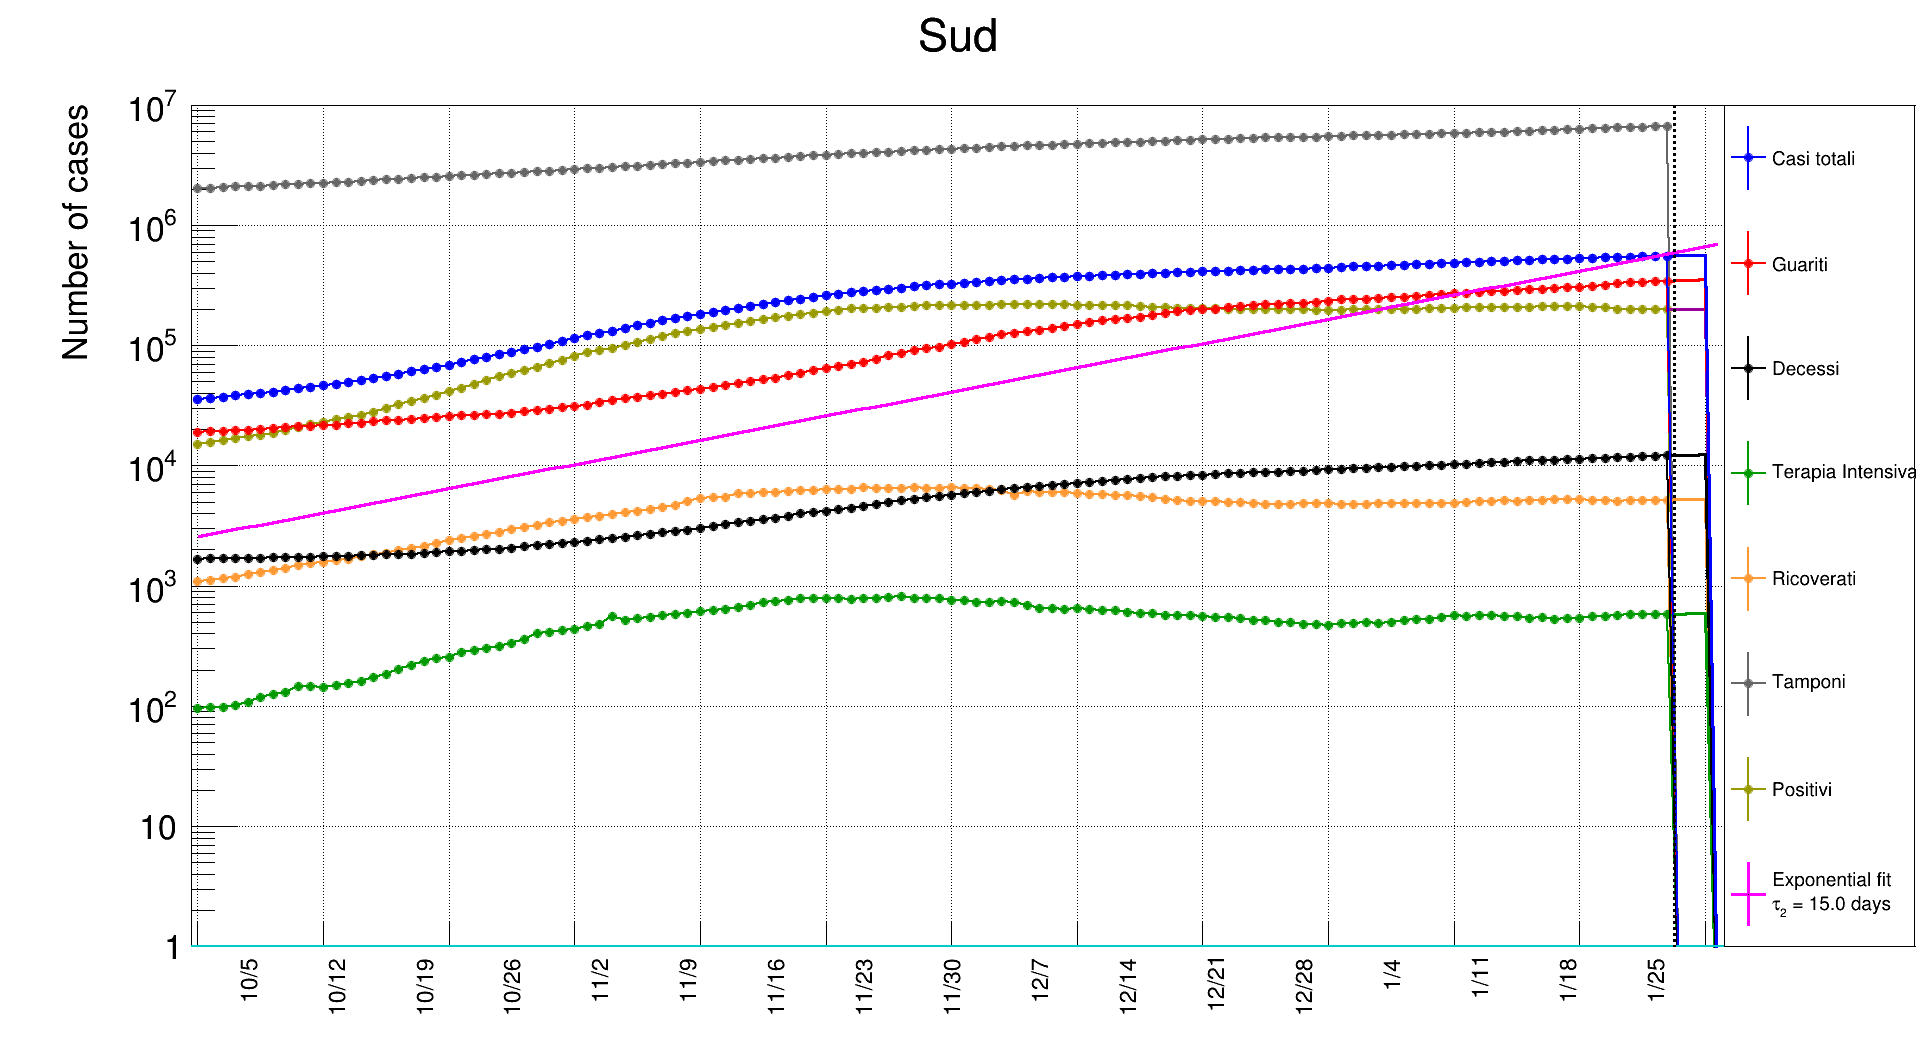 Sud
Number of cases
10^7
10^6
10^5
10^4
10^3
10^2
10
1
10/5
10/12
10/19
10/26
11/2
11/9
11/16
11/23
11/30
12/7
12/14
12/21
12/28
1/4
1/11
1/18
1/25
Casi totali
Guariti
Decessi
Terapia Intensiva
Ricoverati
Tamponi
Positivi
Exponential fit
τ_2 = 15.0 days